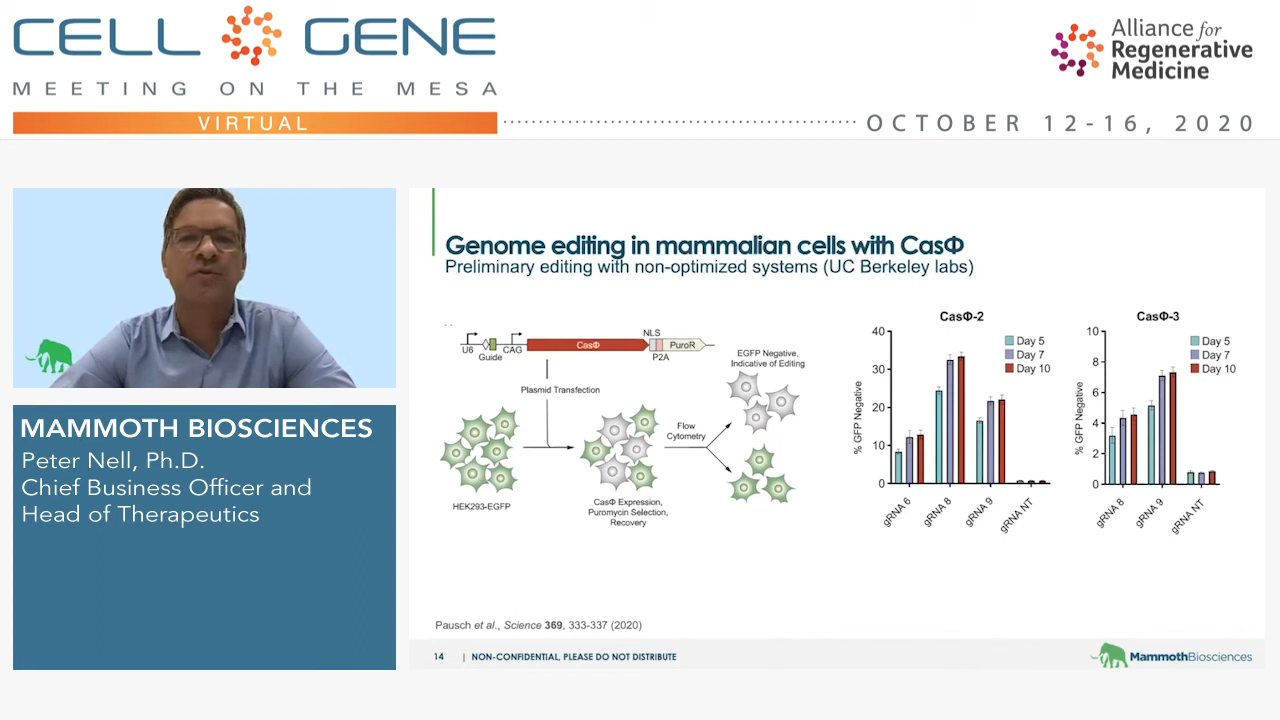 CELL GENE
MEETING ON THE MESA
VIRTUAL
Alliance for
Regenerative
Medicine
OCTOBER 12-16, 2020
MAMMOTH BIOSCIENCES
Peter Nell, Ph.D.
Chief Business Officer and
Head of Therapeutics
Genome editing in mammalian cells with CasΦ
Preliminary editing with non-optimized systems (UC Berkeley labs)
U6
Guide
CAG
CasΦ
NLS
P2A
PuroR
Plasmid Transfection
HEK293-EGFP
CasΦ Expression,
Puromycin Selection,
Recovery
Flow
Cytometry
EGFP Negative,
Indicative of Editing
CasΦ-2
% GFP Negative
40
30
20
10
0
Day 5
Day 7
Day 10
gRNA 6
gRNA 8
gRNA 9
gRNA NT
CasΦ-3
% GFP Negative
10
8
6
4
2
0
Day 5
Day 7
Day 10
gRNA 8
gRNA 9
gRNA NT
Pausch et al., Science 369, 333-337 (2020)
14 | NON-CONFIDENTIAL, PLEASE DO NOT DISTRIBUTE
MammothBiosciences